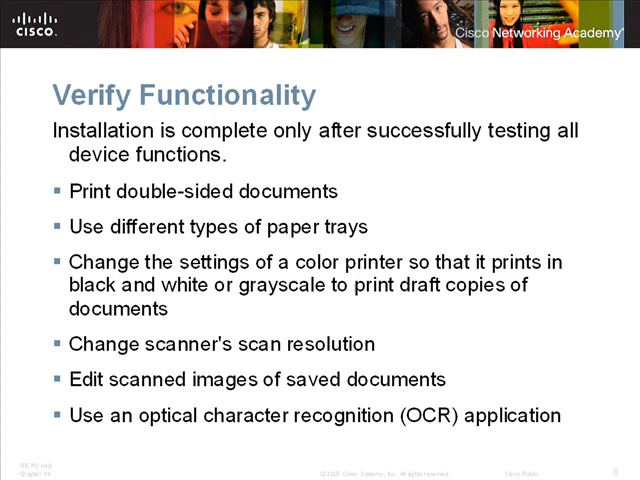 CISCO
Cisco Networking Academy®
Verify Functionality
Installation is complete only after successfully testing all
device functions.
▪ Print double-sided documents
▪ Use different types of paper trays
▪ Change the settings of a color printer so that it prints in
black and white or grayscale to print draft copies of
documents
▪ Change scanner's scan resolution
▪ Edit scanned images of saved documents
▪ Use an optical character recognition (OCR) application
ITE PC v4.0
Chapter 14
© 2007 Cisco Systems, Inc. All rights reserved.
Cisco Public
8